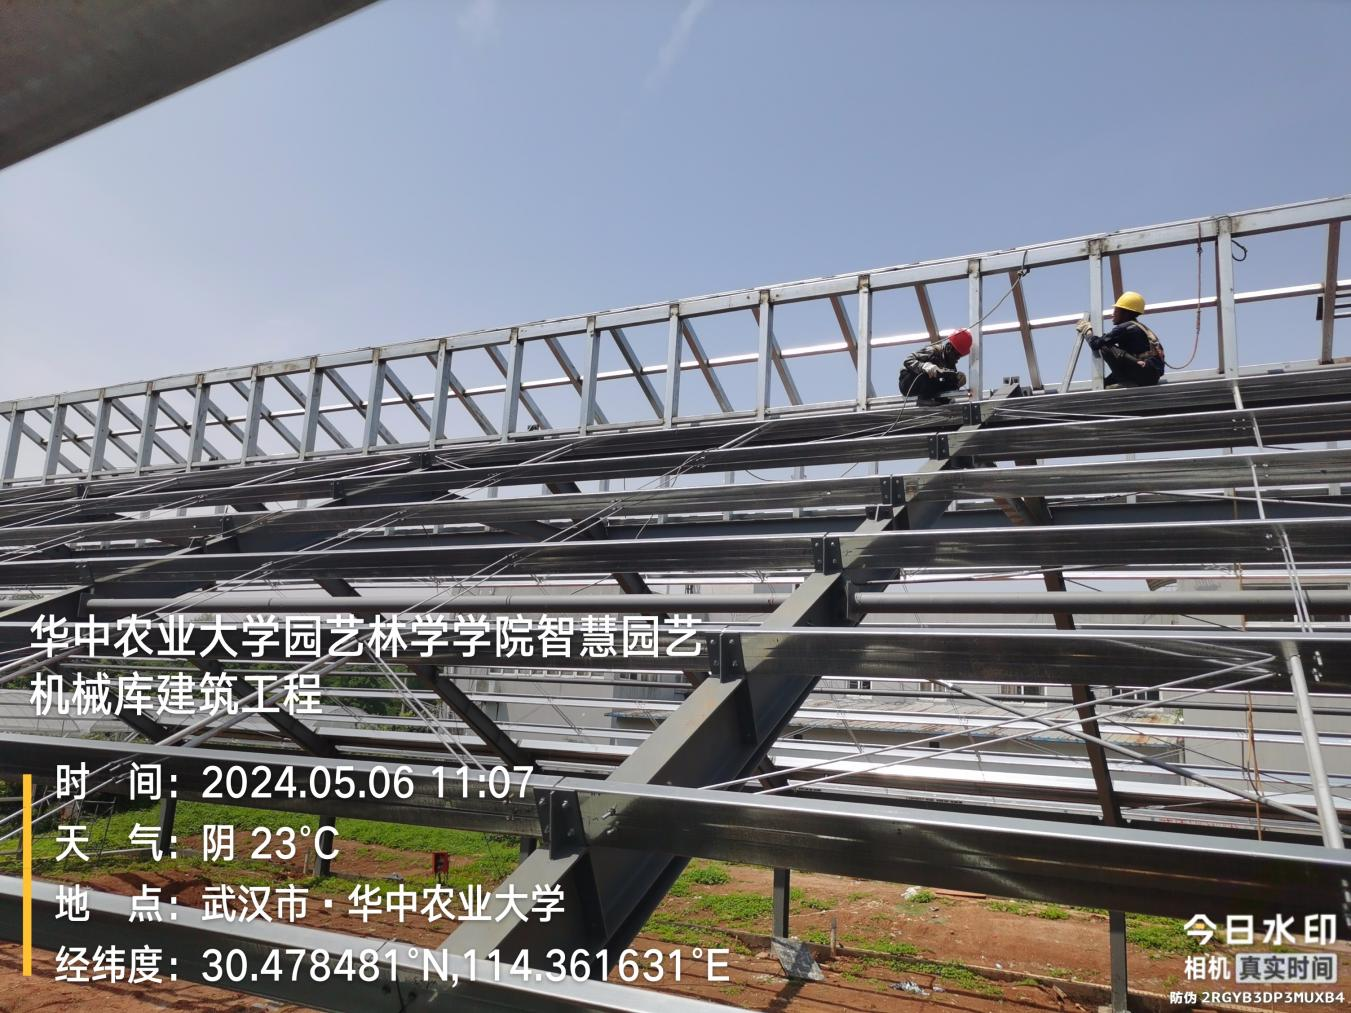 华中农业大学园艺林学学院智慧园艺
机械库建筑工程
时 间：2024.05.06 11:07
天 气：阴 23℃
地 点：武汉市·华中农业大学
经纬度：30.478481°N,114.361631°E
今日水印
相机 真实时间
防伪 2RGYB3DP3MUXB4